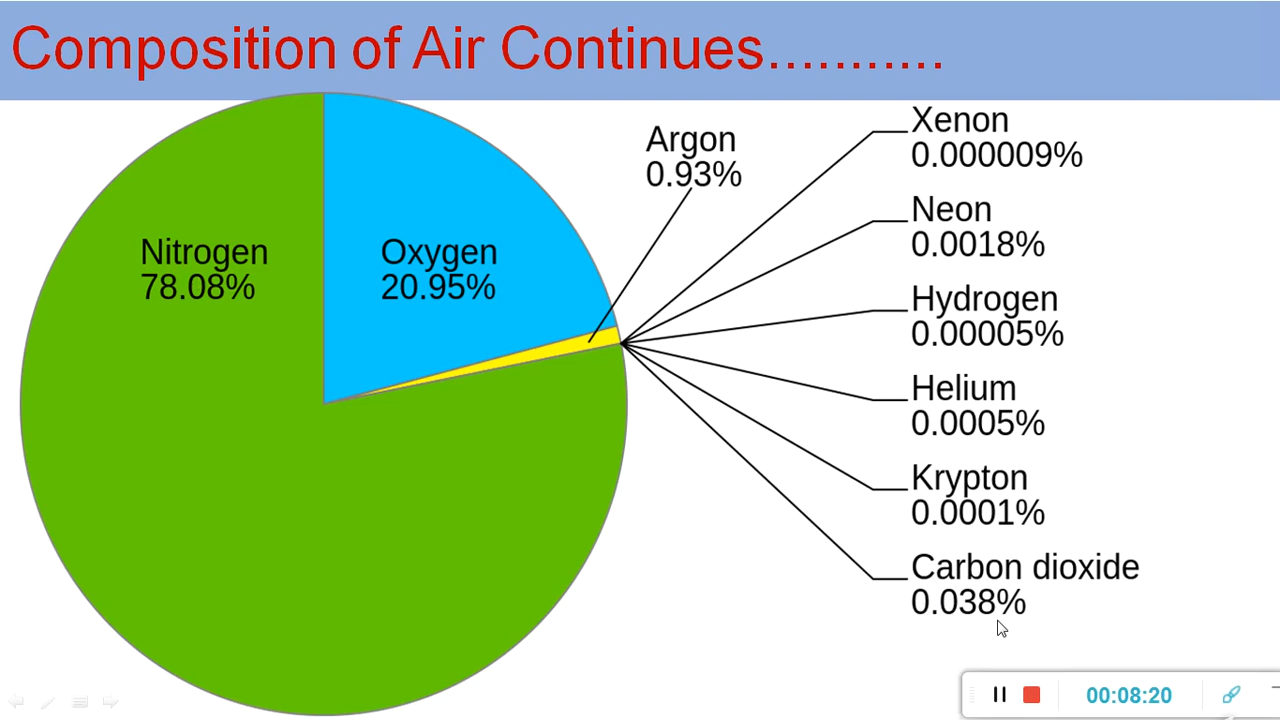 Composition of Air Continues...........
Nitrogen
78.08%
Oxygen
20.95%
Argon
0.93%
Xenon
0.000009%
Neon
0.0018%
Hydrogen
0.00005%
Helium
0.0005%
Krypton
0.0001%
Carbon dioxide
0.038%
00:08:20